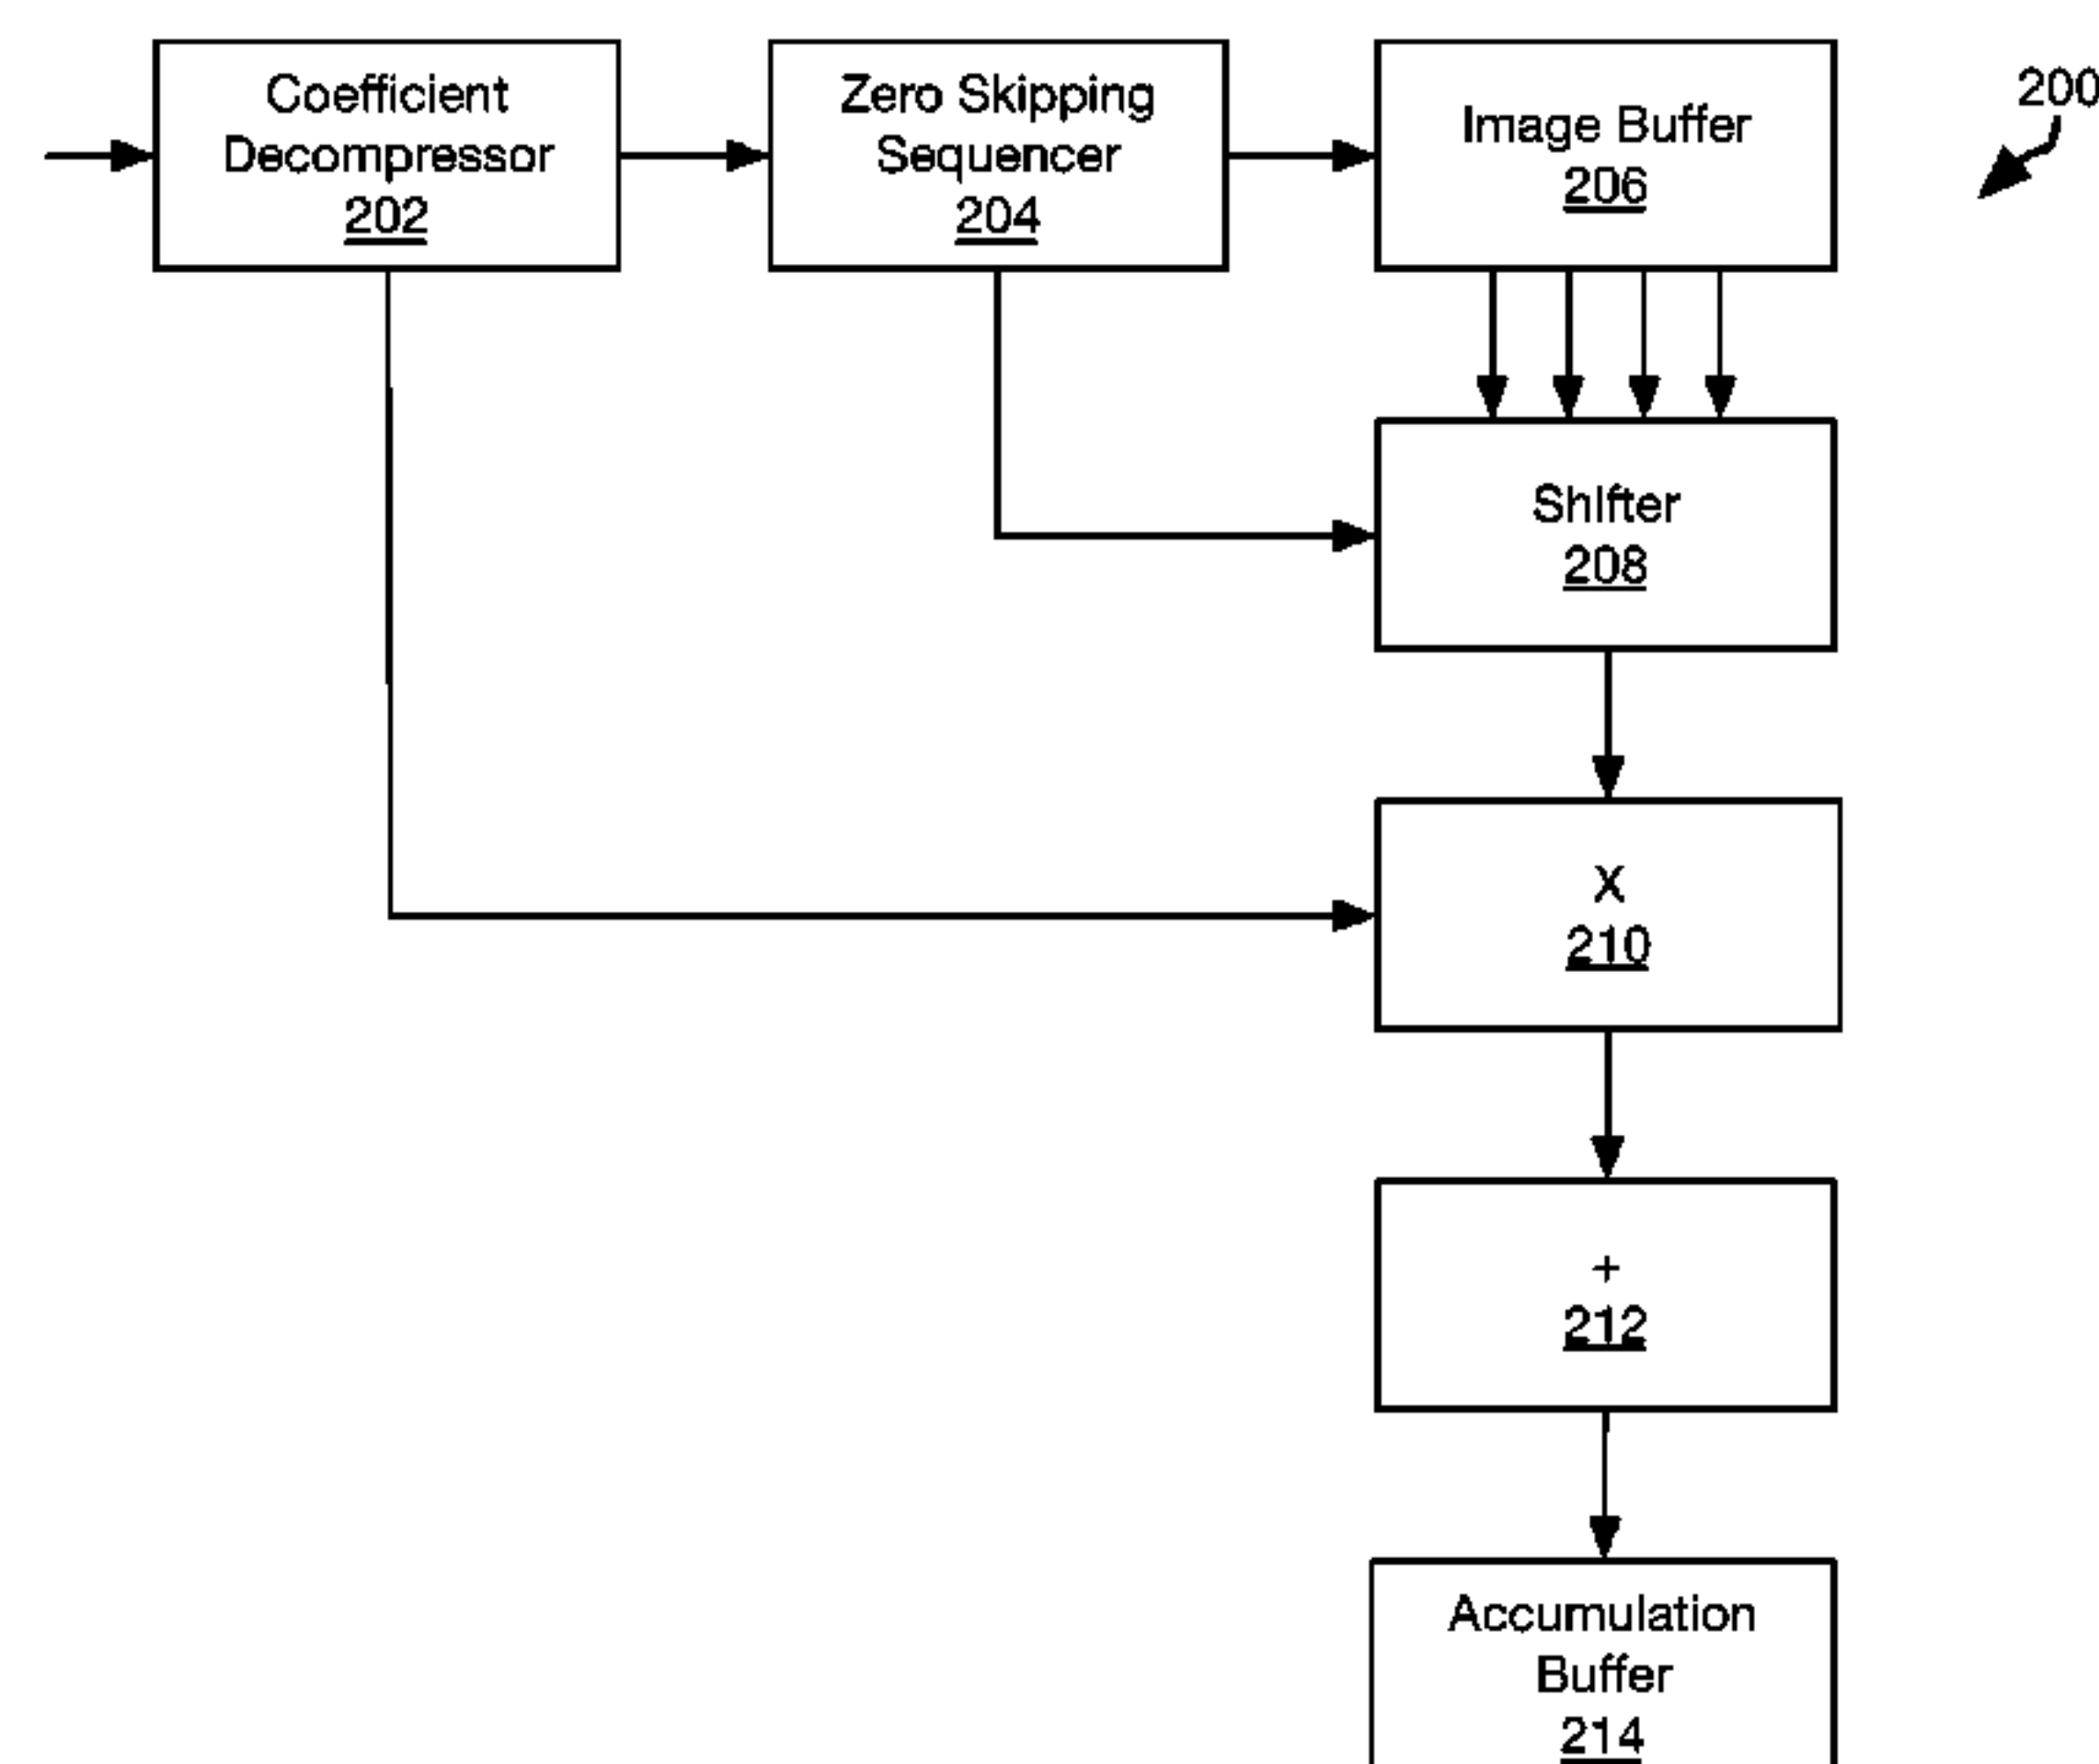 Coefficient
Decompressor
202
Zero Skipping
Sequencer
204
Image Buffer
206
200
Shifter
208
X
210
+
212
Accumulation
Buffer
214